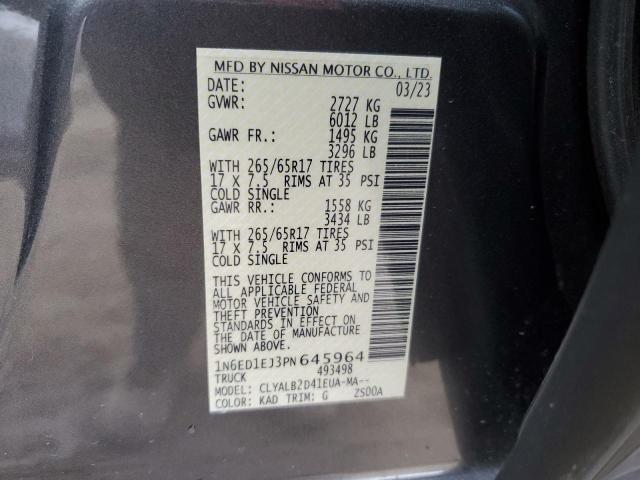 MFD BY NISSAN MOTOR CO., LTD.
DATE: 03/23
GVWR: 2727 KG
6012 LB
GAWR FR.: 1495 KG
3296 LB
WITH 265/65R17 TIRES
17 X 7.5 RIMS AT 35 PSI
COLD SINGLE
GAWR RR.: 1558 KG
3434 LB
WITH 265/65R17 TIRES
17 X 7.5 RIMS AT 35 PSI
COLD SINGLE
THIS VEHICLE CONFORMS TO
ALL APPLICABLE FEDERAL
MOTOR VEHICLE SAFETY AND
THEFT PREVENTION
STANDARDS IN EFFECT ON
THE DATE OF MANUFACTURE
SHOWN ABOVE.
1N6ED1EJ3PN645964
TRUCK 493498
MODEL: CLYALB2D41EUA-MA--
COLOR: KAD TRIM: G ZS00A